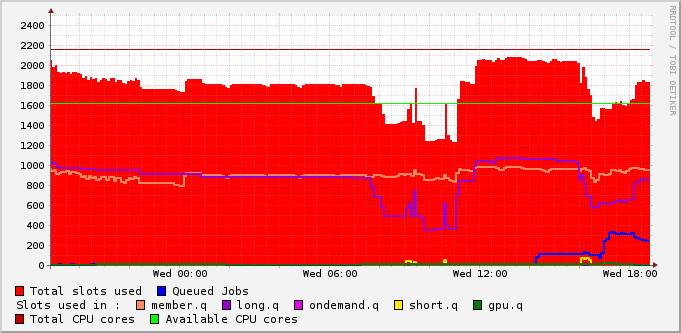 RRDTOOL / TOBI OETIKER
2400
2200
2000
1800
1600
1400
1200
1000
800
600
400
200
0
Wed 00:00 Wed 06:00 Wed 12:00 Wed 18:00
Total slots used Queued Jobs
Slots used in : member.q long.q ondemand.q short.q gpu.q
Total CPU cores Available CPU cores